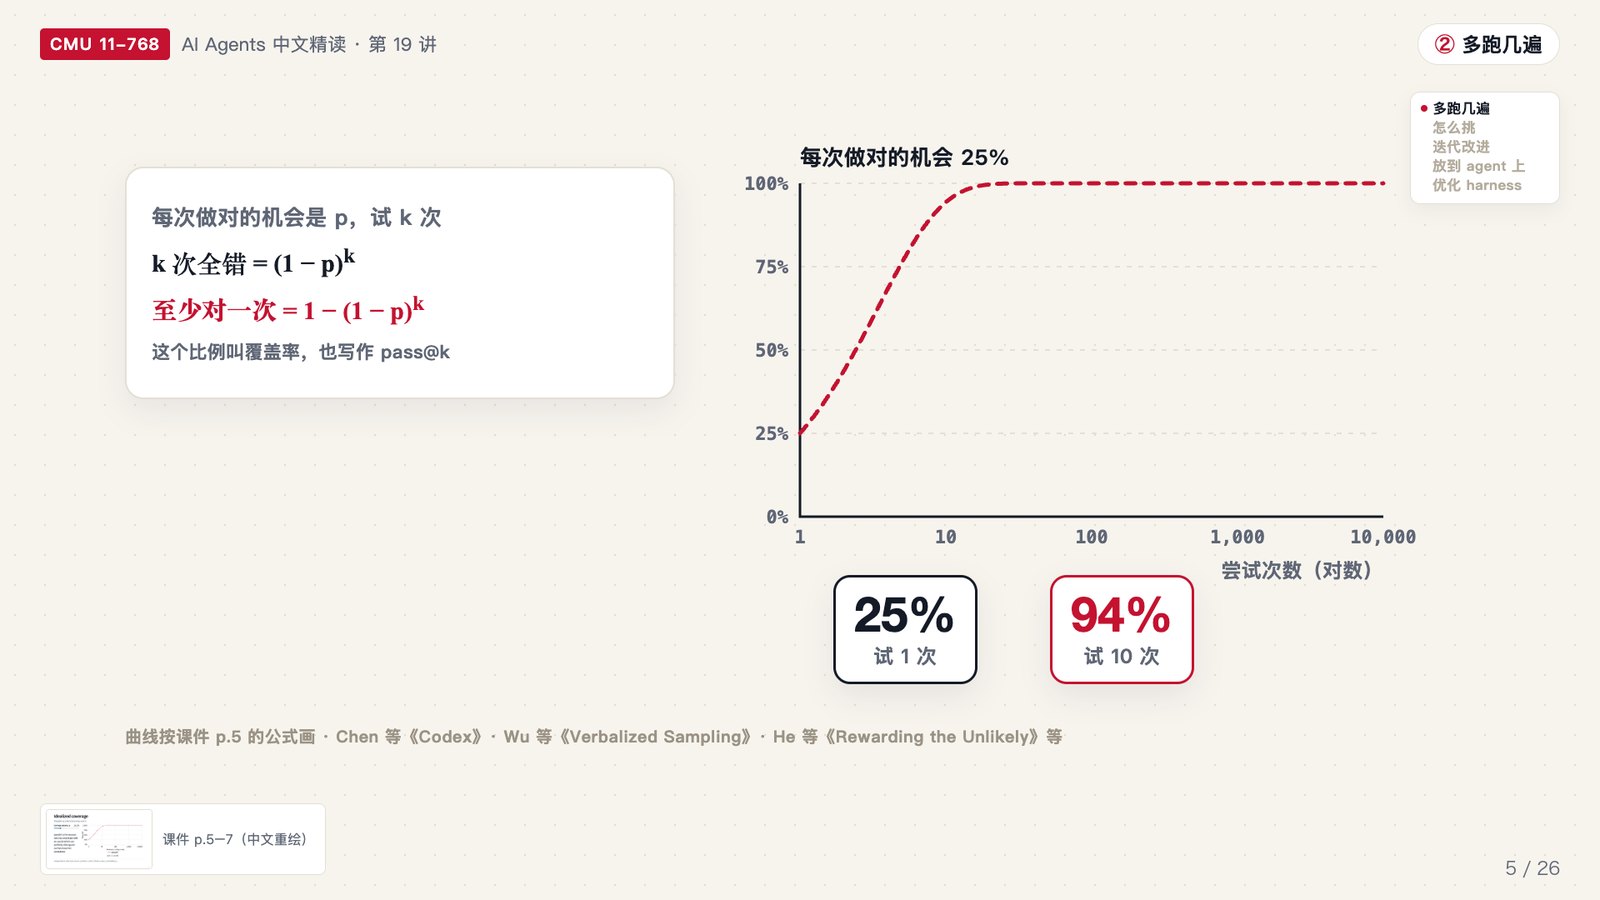 CMU 11-768 AI Agents 中文精读 · 第 19 讲
② 多跑几遍
多跑几遍
怎么挑
迭代改进
放到 agent 上
优化 harness
每次做对的机会是 p，试 k 次
k 次全错 = (1 − p)^k
至少对一次 = 1 − (1 − p)^k
这个比例叫覆盖率，也写作 pass@k
每次做对的机会 25%
100%
75%
50%
25%
0%
1 10 100 1,000 10,000
尝试次数（对数）
25%
试 1 次
94%
试 10 次
曲线按课件 p.5 的公式画 · Chen 等《Codex》· Wu 等《Verbalized Sampling》· He 等《Rewarding the Unlikely》等
Idealized coverage
课件 p.5–7（中文重绘）
5 / 26